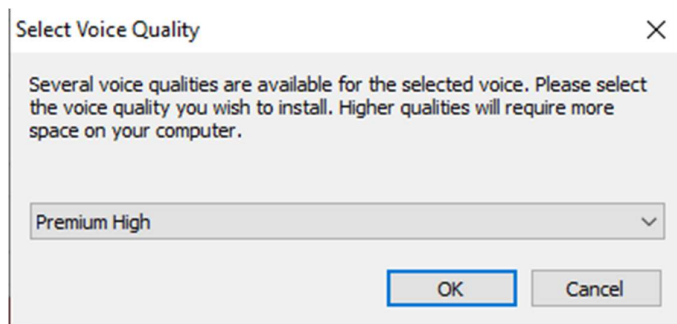 Select Voice Quality
Several voice qualities are available for the selected voice. Please select
the voice quality you wish to install. Higher qualities will require more
space on your computer.
Premium High
OK Cancel